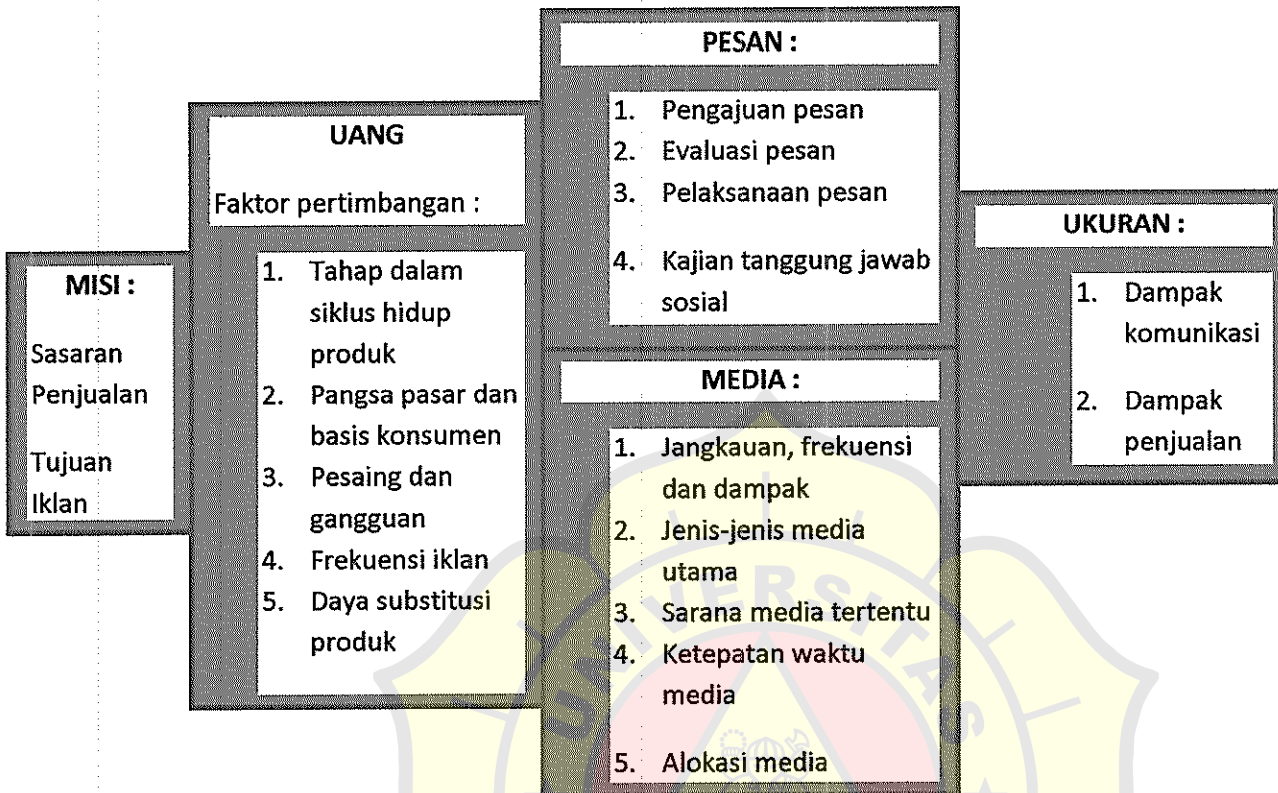 MISI :
Sasaran
Penjualan
Tujuan
Iklan
UANG
Faktor pertimbangan :
1. Tahap dalam
siklus hidup
produk
2. Pangsa pasar dan
basis konsumen
3. Pesaing dan
gangguan
4. Frekuensi iklan
5. Daya substitusi
produk
PESAN :
1. Pengajuan pesan
2. Evaluasi pesan
3. Pelaksanaan pesan
4. Kajian tanggung jawab
sosial
MEDIA :
1. Jangkauan, frekuensi
dan dampak
2. Jenis-jenis media
utama
3. Sarana media tertentu
4. Ketepatan waktu
media
5. Alokasi media
UKURAN :
1. Dampak
komunikasi
2. Dampak
penjualan
UNIVERSITAS